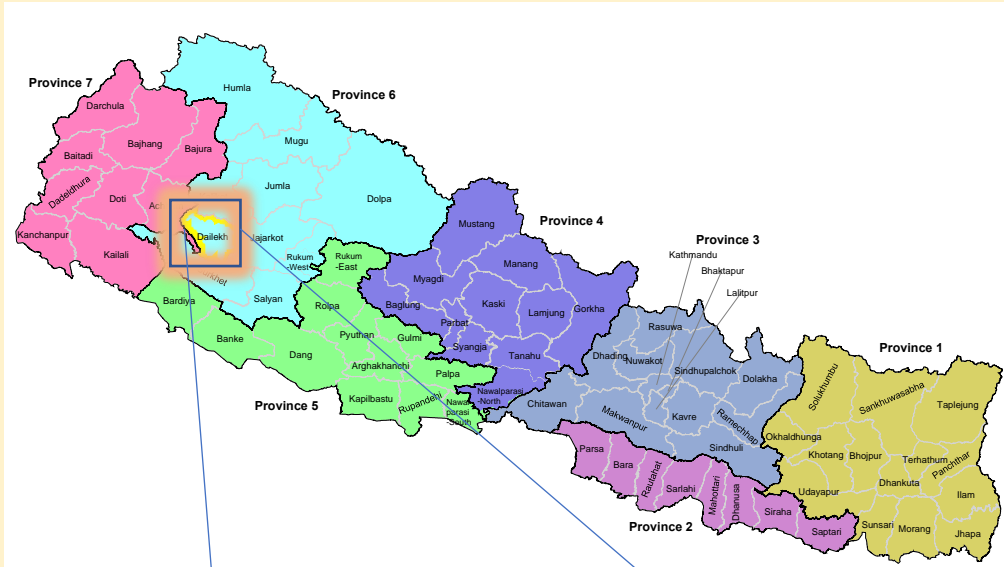 Province 7
Darchula
Bajhang
Baitadi
Bajura
Dadeldhura
Doti
Kanchanpur
Kailali
Province 6
Humla
Mugu
Jumla
Dolpa
Dailekh
Rukum
-West
Salyan
Province 5
Rukum
-East
Rolpa
Bardiya
Banke
Dang
Pyuthan
Gulmi
Arghakhanchi
Palpa
Kapilbastu
Rupandehi
Nawal
parasi
-South
Province 4
Mustang
Manang
Myagdi
Kaski
Baglung
Parbat
Lamjung
Gorkha
Syangja
Tanahu
Nawalparasi
-North
Province 3
Kathmandu
Bhaktapur
Lalitpur
Rasuwa
Dhading
Nuwakot
Sindhupalchok
Dolakha
Chitawan
Makwanpur
Kavre
Ramechhap
Sindhuli
Province 2
Parsa
Bara
Rautahat
Sarlahi
Mahottari
Dhanusa
Siraha
Saptari
Province 1
Solukhumbu
Sankhuwasabha
Taplejung
Okhaldhunga
Khotang
Bhojpur
Terhathum
Panchthar
Dhankuta
Udayapur
Ilam
Sunsari
Morang
Jhapa